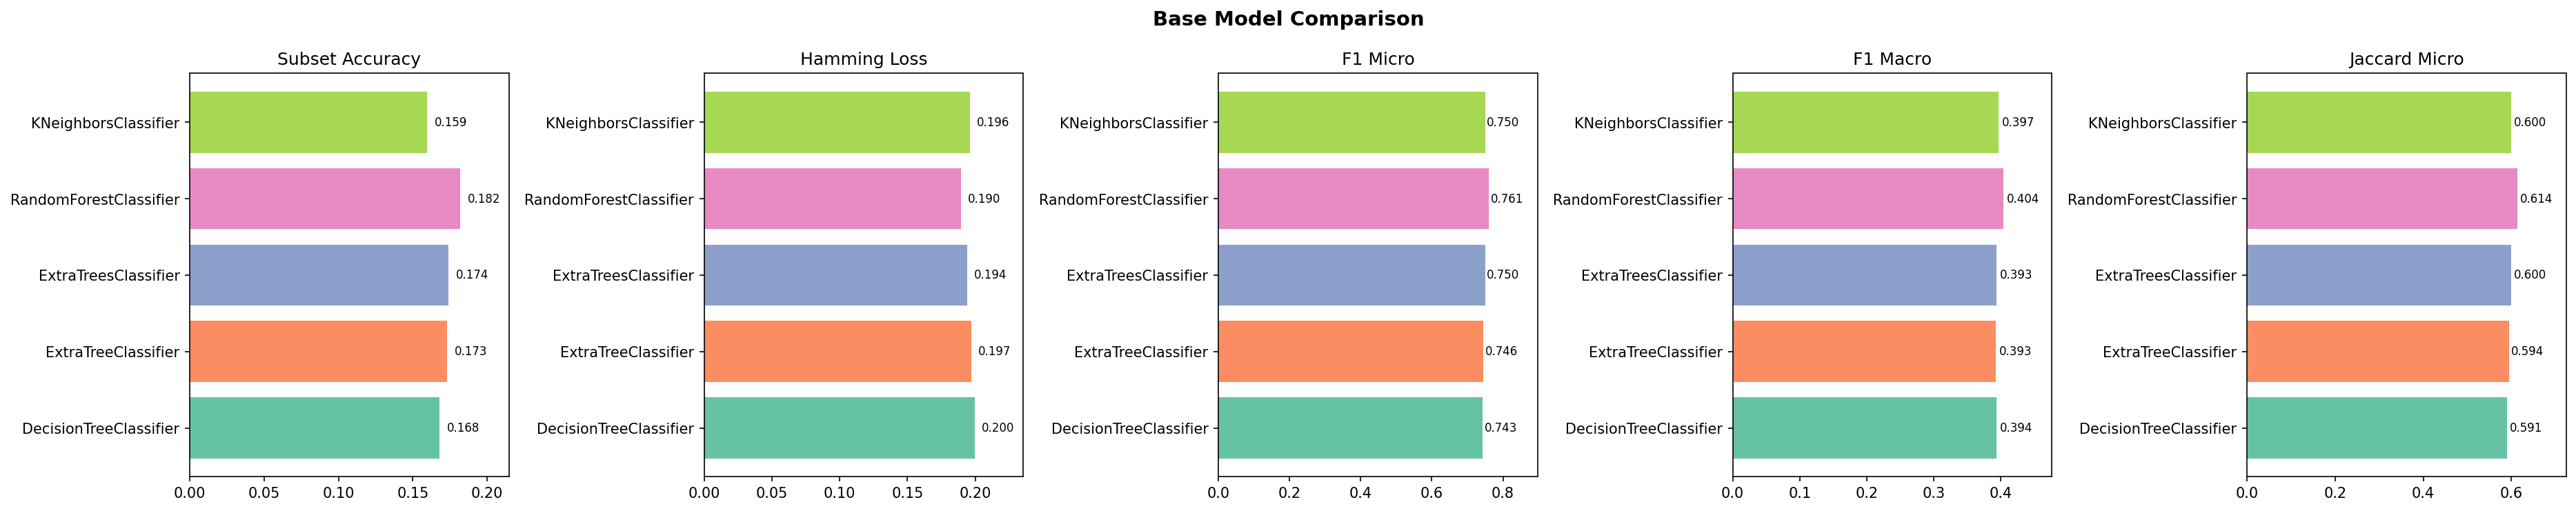 Base Model Comparison
Subset Accuracy
KNeighborsClassifier
0.159
RandomForestClassifier
0.182
ExtraTreesClassifier
0.174
ExtraTreeClassifier
0.173
DecisionTreeClassifier
0.168
0.00 0.05 0.10 0.15 0.20
Hamming Loss
KNeighborsClassifier
0.196
RandomForestClassifier
0.190
ExtraTreesClassifier
0.194
ExtraTreeClassifier
0.197
DecisionTreeClassifier
0.200
0.00 0.05 0.10 0.15 0.20
F1 Micro
KNeighborsClassifier
0.750
RandomForestClassifier
0.761
ExtraTreesClassifier
0.750
ExtraTreeClassifier
0.746
DecisionTreeClassifier
0.743
0.0 0.2 0.4 0.6 0.8
F1 Macro
KNeighborsClassifier
0.397
RandomForestClassifier
0.404
ExtraTreesClassifier
0.393
ExtraTreeClassifier
0.393
DecisionTreeClassifier
0.394
0.0 0.1 0.2 0.3 0.4
Jaccard Micro
KNeighborsClassifier
0.600
RandomForestClassifier
0.614
ExtraTreesClassifier
0.600
ExtraTreeClassifier
0.594
DecisionTreeClassifier
0.591
0.0 0.2 0.4 0.6